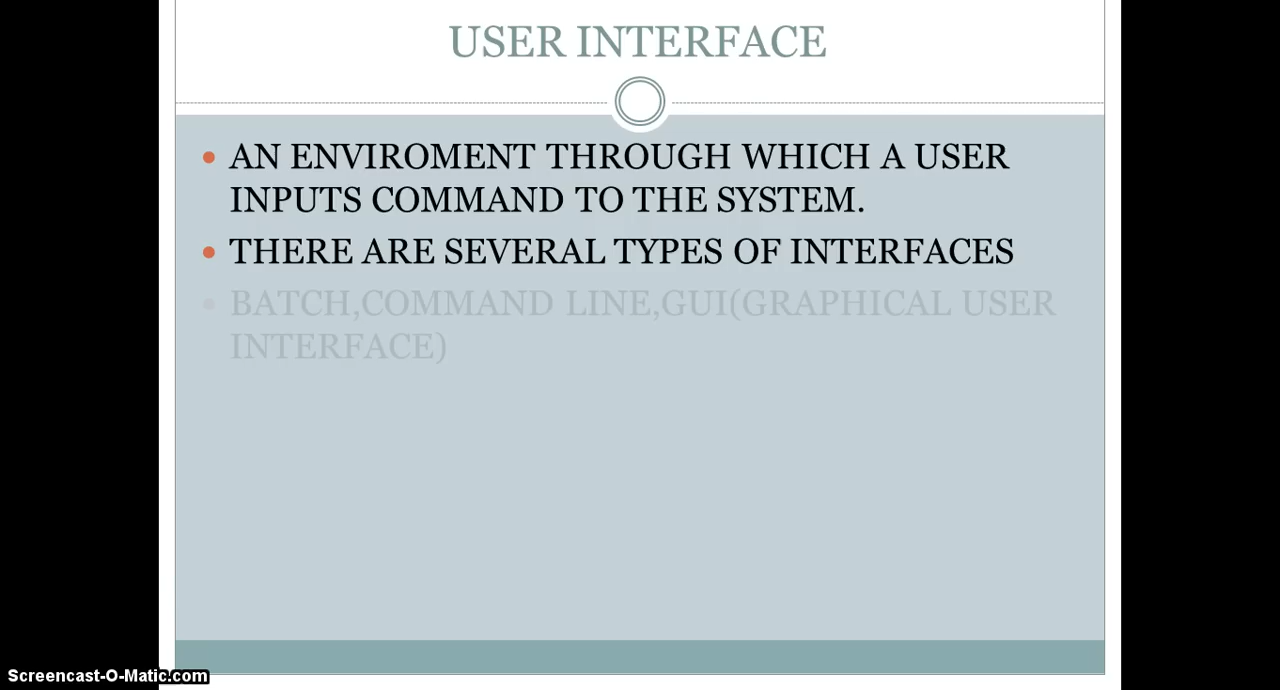 USER INTERFACE
• AN ENVIROMENT THROUGH WHICH A USER
INPUTS COMMAND TO THE SYSTEM.
• THERE ARE SEVERAL TYPES OF INTERFACES
• BATCH,COMMAND LINE,GUI(GRAPHICAL USER
INTERFACE)
Screencast-O-Matic.com